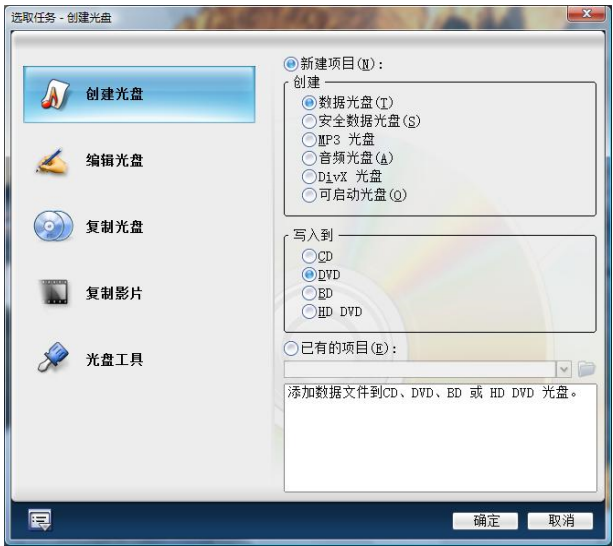 选取任务 - 创建光盘
创建光盘
编辑光盘
复制光盘
复制影片
光盘工具
新建项目(N):
创建
数据光盘(T)
安全数据光盘(S)
MP3 光盘
音频光盘(A)
DivX 光盘
可启动光盘(O)
写入到
CD
DVD
BD
HD DVD
已有的项目(E):
添加数据文件到CD、DVD、BD 或 HD DVD 光盘。
确定
取消